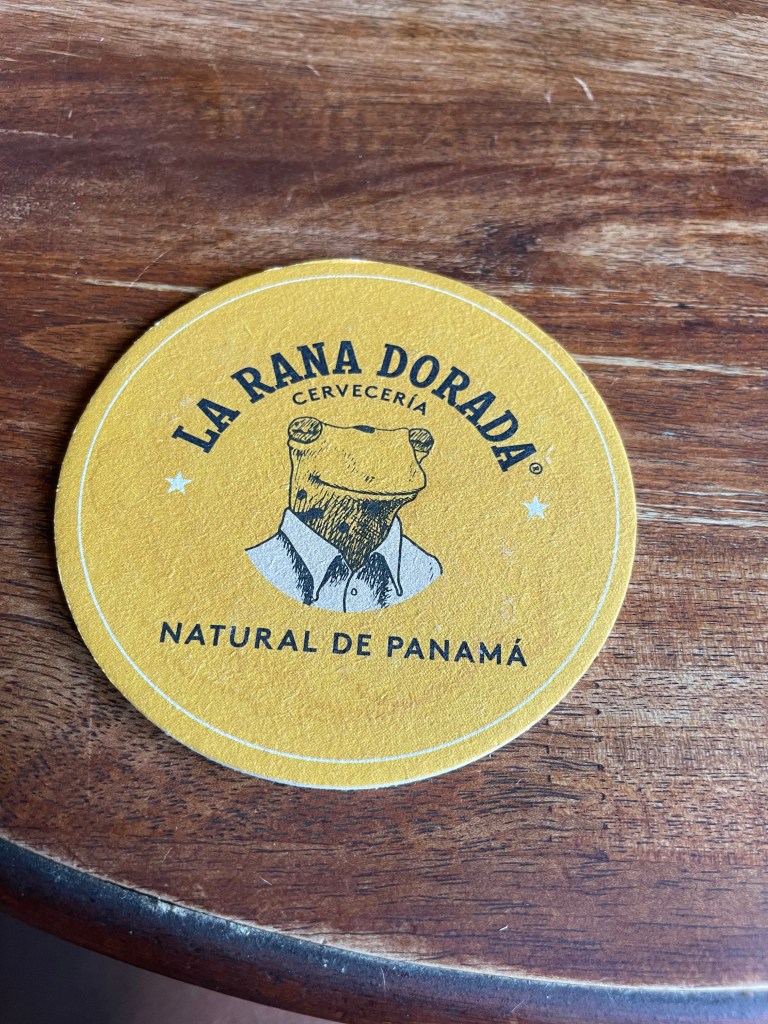 LA RANA DORADA®
CERVECERÍA
NATURAL DE PANAMÁ